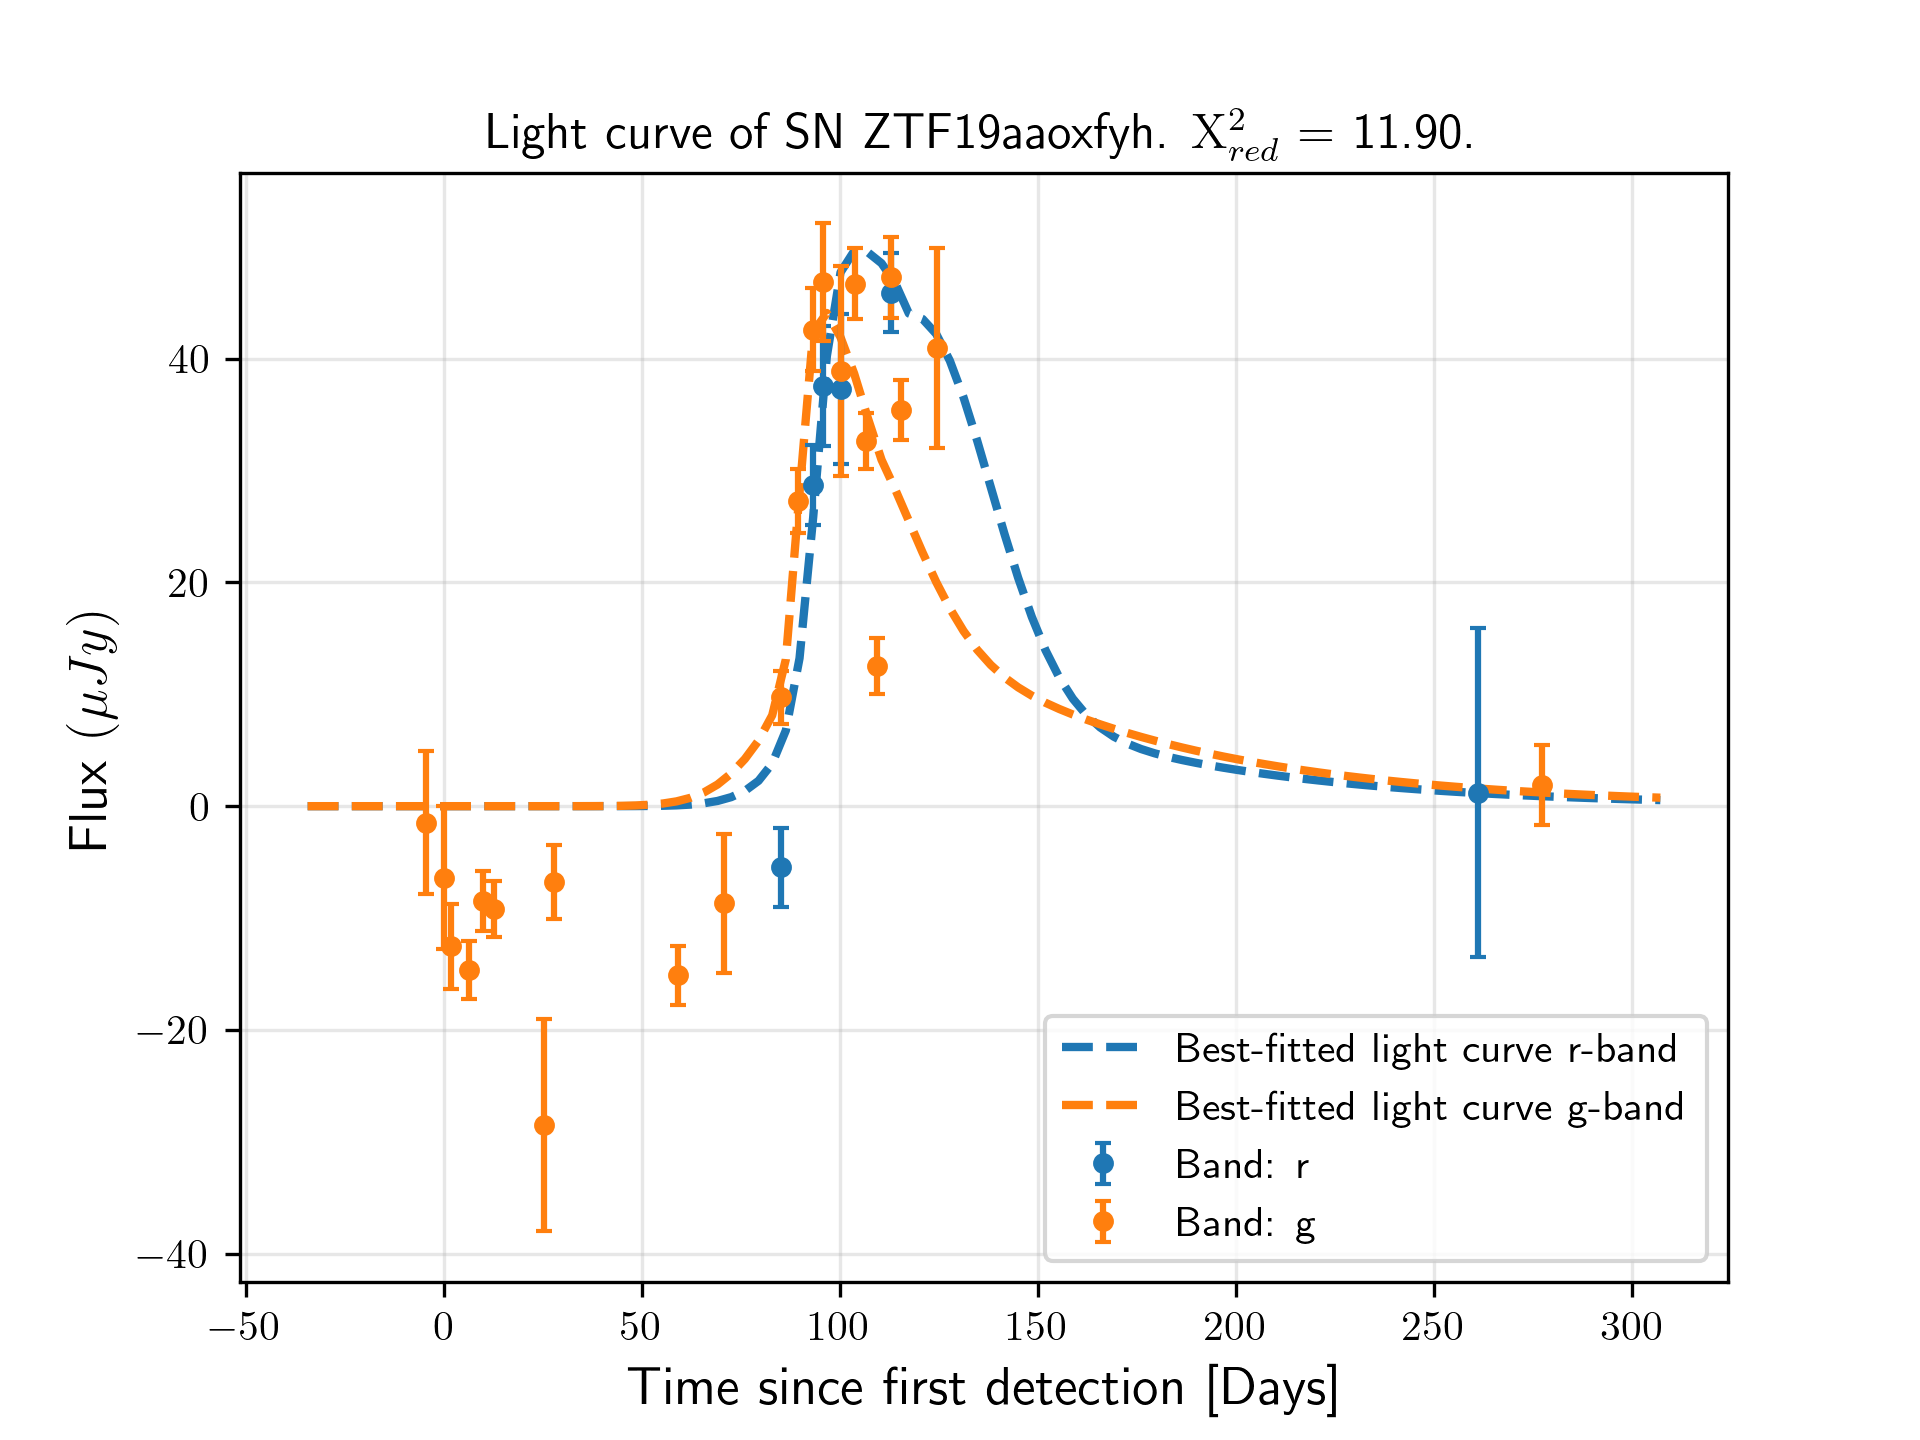 Light curve of SN ZTF19aaoxfyh. Χ²_red = 11.90.
Flux (μJy)
40
20
0
−20
−40
−50 0 50 100 150 200 250 300
Time since first detection [Days]
Best-fitted light curve r-band
Best-fitted light curve g-band
Band: r
Band: g